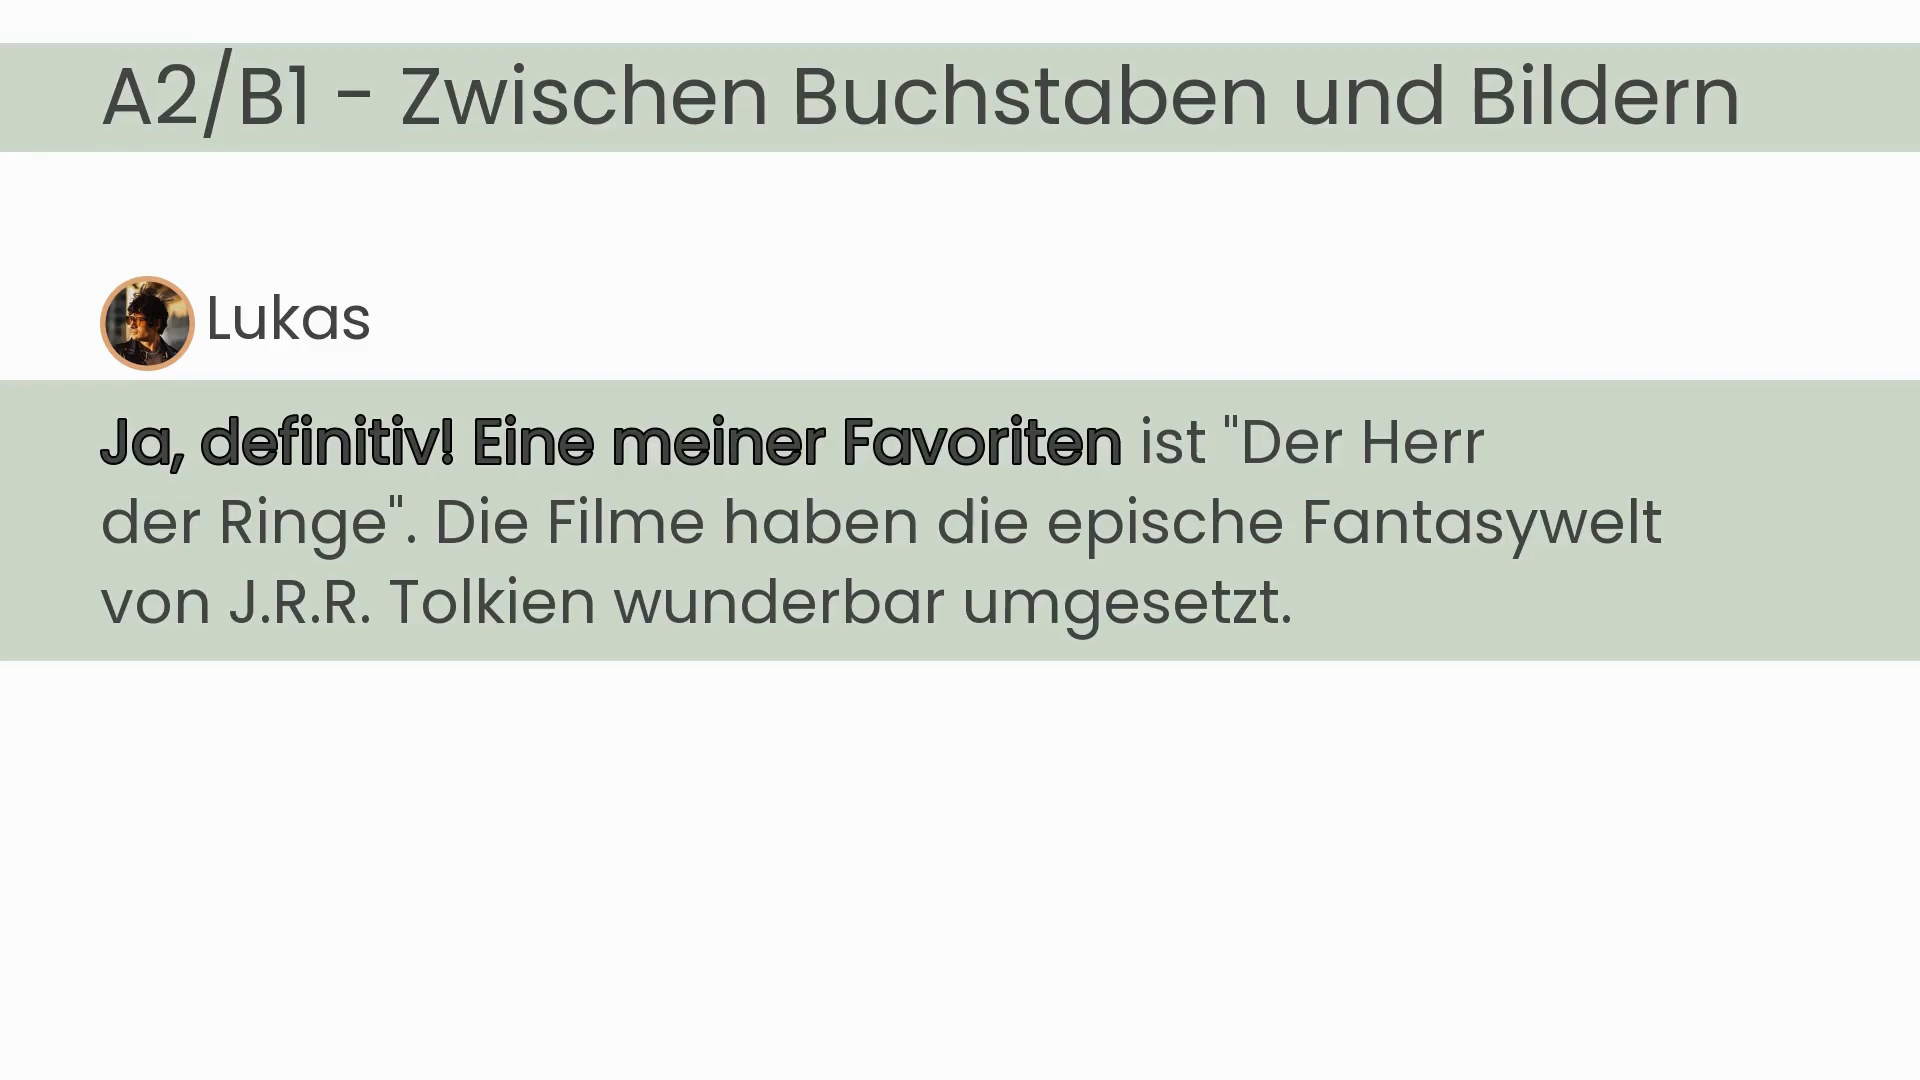 A2/B1 - Zwischen Buchstaben und Bildern
Lukas
Ja, definitiv! Eine meiner Favoriten ist "Der Herr
der Ringe". Die Filme haben die epische Fantasywelt
von J.R.R. Tolkien wunderbar umgesetzt.